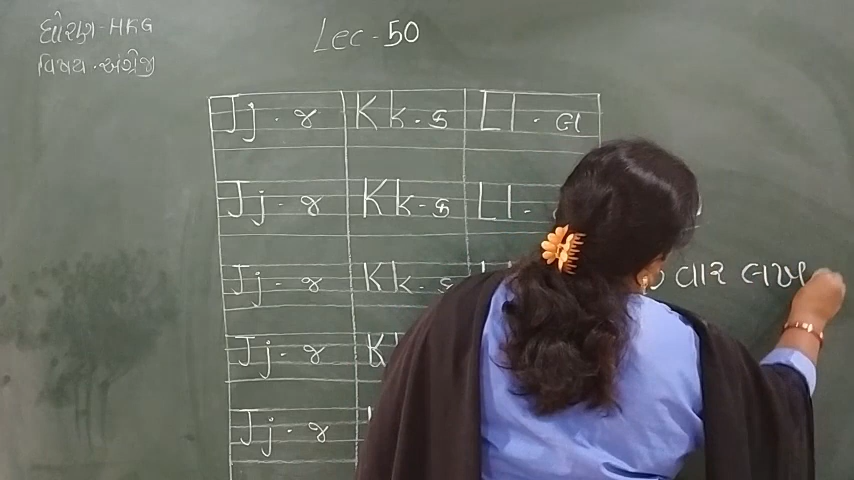 ધોરણ-HKG
વિષય.અંગ્રેજી
Lec-50
Jj.જ Kk.ક Ll.લ
Jj.જ Kk-ક Ll.
Jj.જ Kk.ક
વાર લખ
Jj.જ K
Jj.જ